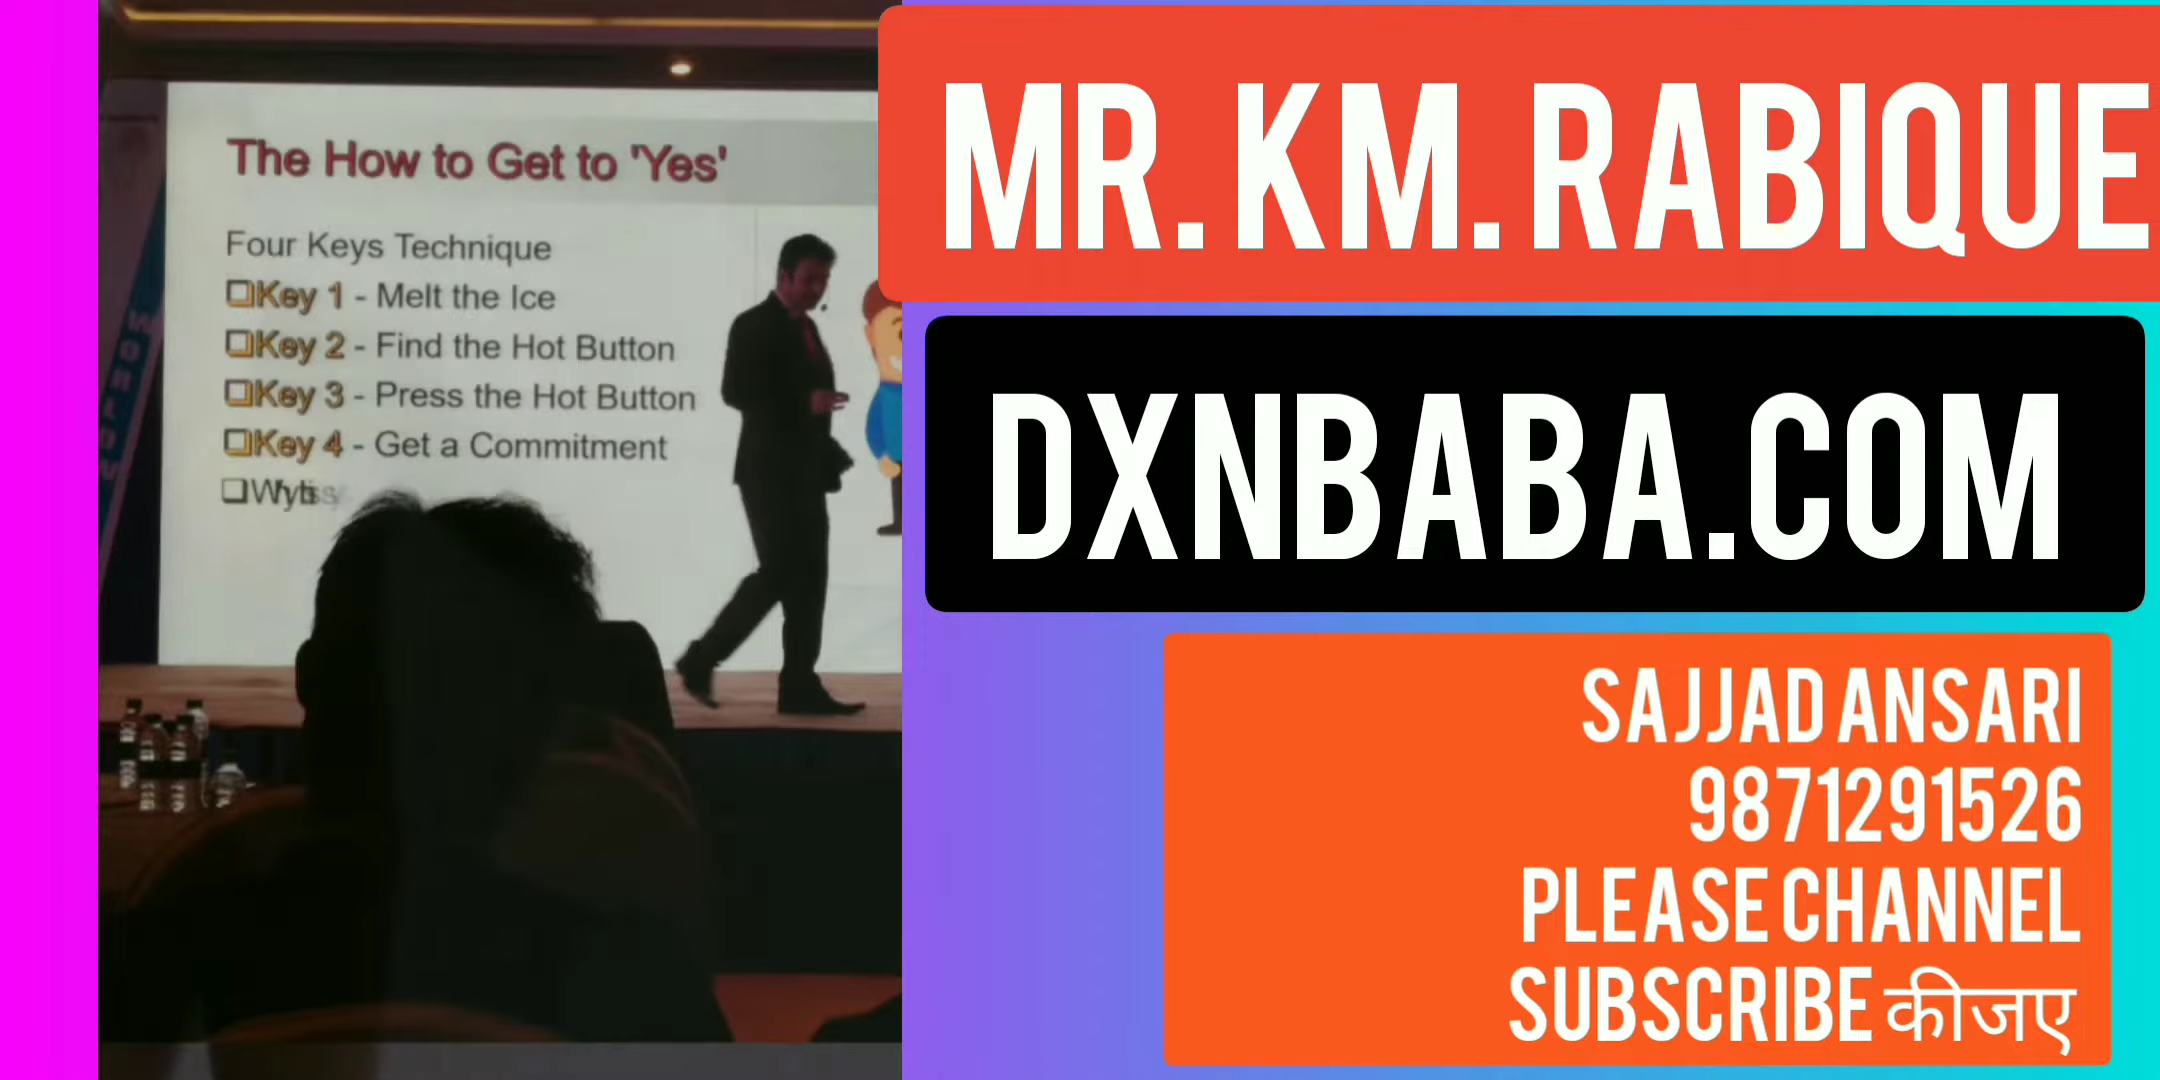 The How to Get to 'Yes'
Four Keys Technique
Key 1 - Melt the Ice
Key 2 - Find the Hot Button
Key 3 - Press the Hot Button
Key 4 - Get a Commitment
MR. KM. RABIQUE
DXNBABA.COM
SAJJAD ANSARI
9871291526
PLEASE CHANNEL
SUBSCRIBE कीजए